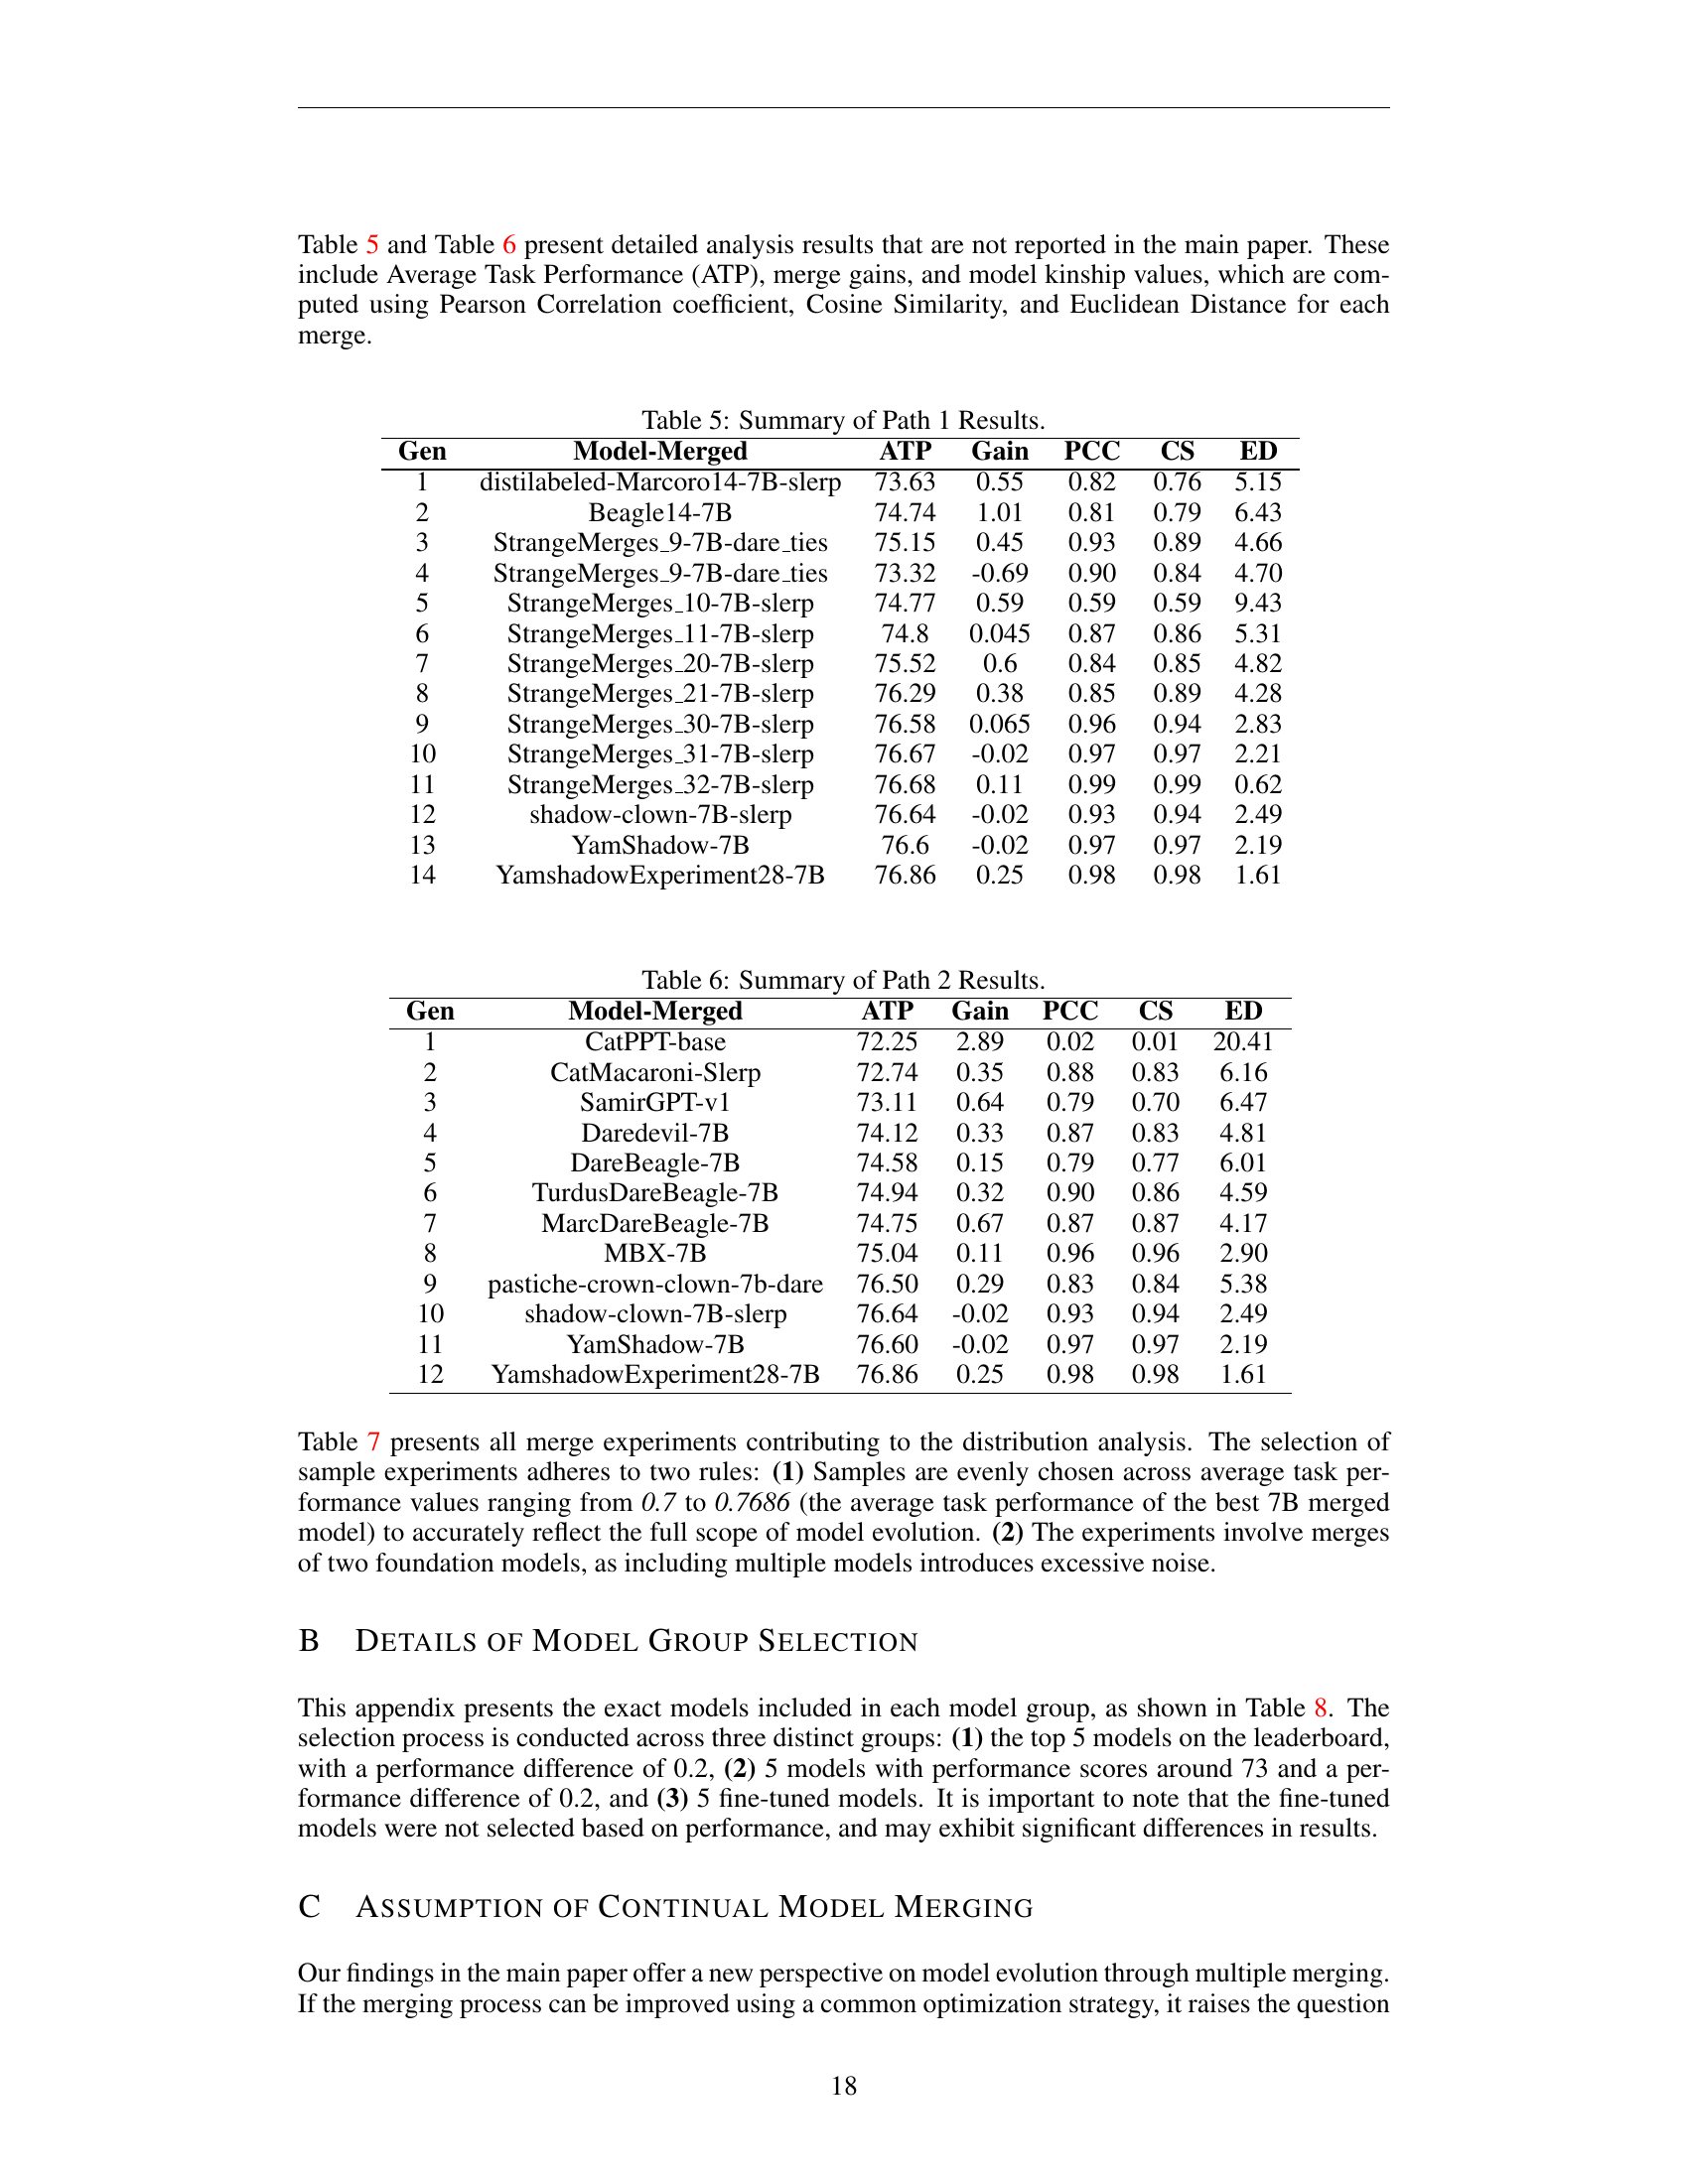 Table 5 and Table 6 present detailed analysis results that are not reported in the main paper. These
include Average Task Performance (ATP), merge gains, and model kinship values, which are com-
puted using Pearson Correlation coefficient, Cosine Similarity, and Euclidean Distance for each
merge.
Table 5: Summary of Path 1 Results.
Gen Model-Merged ATP Gain PCC CS ED
1 distilabeled-Marcoro14-7B-slerp 73.63 0.55 0.82 0.76 5.15
2 Beagle14-7B 74.74 1.01 0.81 0.79 6.43
3 StrangeMerges_9-7B-dare_ties 75.15 0.45 0.93 0.89 4.66
4 StrangeMerges_9-7B-dare_ties 73.32 -0.69 0.90 0.84 4.70
5 StrangeMerges_10-7B-slerp 74.77 0.59 0.59 0.59 9.43
6 StrangeMerges_11-7B-slerp 74.8 0.045 0.87 0.86 5.31
7 StrangeMerges_20-7B-slerp 75.52 0.6 0.84 0.85 4.82
8 StrangeMerges_21-7B-slerp 76.29 0.38 0.85 0.89 4.28
9 StrangeMerges_30-7B-slerp 76.58 0.065 0.96 0.94 2.83
10 StrangeMerges_31-7B-slerp 76.67 -0.02 0.97 0.97 2.21
11 StrangeMerges_32-7B-slerp 76.68 0.11 0.99 0.99 0.62
12 shadow-clown-7B-slerp 76.64 -0.02 0.93 0.94 2.49
13 YamShadow-7B 76.6 -0.02 0.97 0.97 2.19
14 YamshadowExperiment28-7B 76.86 0.25 0.98 0.98 1.61
Table 6: Summary of Path 2 Results.
Gen Model-Merged ATP Gain PCC CS ED
1 CatPPT-base 72.25 2.89 0.02 0.01 20.41
2 CatMacaroni-Slerp 72.74 0.35 0.88 0.83 6.16
3 SamirGPT-v1 73.11 0.64 0.79 0.70 6.47
4 Daredevil-7B 74.12 0.33 0.87 0.83 4.81
5 DareBeagle-7B 74.58 0.15 0.79 0.77 6.01
6 TurdusDareBeagle-7B 74.94 0.32 0.90 0.86 4.59
7 MarcDareBeagle-7B 74.75 0.67 0.87 0.87 4.17
8 MBX-7B 75.04 0.11 0.96 0.96 2.90
9 pastiche-crown-clown-7b-dare 76.50 0.29 0.83 0.84 5.38
10 shadow-clown-7B-slerp 76.64 -0.02 0.93 0.94 2.49
11 YamShadow-7B 76.60 -0.02 0.97 0.97 2.19
12 YamshadowExperiment28-7B 76.86 0.25 0.98 0.98 1.61
Table 7 presents all merge experiments contributing to the distribution analysis. The selection of
sample experiments adheres to two rules: (1) Samples are evenly chosen across average task per-
formance values ranging from 0.7 to 0.7686 (the average task performance of the best 7B merged
model) to accurately reflect the full scope of model evolution. (2) The experiments involve merges
of two foundation models, as including multiple models introduces excessive noise.
B DETAILS OF MODEL GROUP SELECTION
This appendix presents the exact models included in each model group, as shown in Table 8. The
selection process is conducted across three distinct groups: (1) the top 5 models on the leaderboard,
with a performance difference of 0.2, (2) 5 models with performance scores around 73 and a per-
formance difference of 0.2, and (3) 5 fine-tuned models. It is important to note that the fine-tuned
models were not selected based on performance, and may exhibit significant differences in results.
C ASSUMPTION OF CONTINUAL MODEL MERGING
Our findings in the main paper offer a new perspective on model evolution through multiple merging.
If the merging process can be improved using a common optimization strategy, it raises the question
18